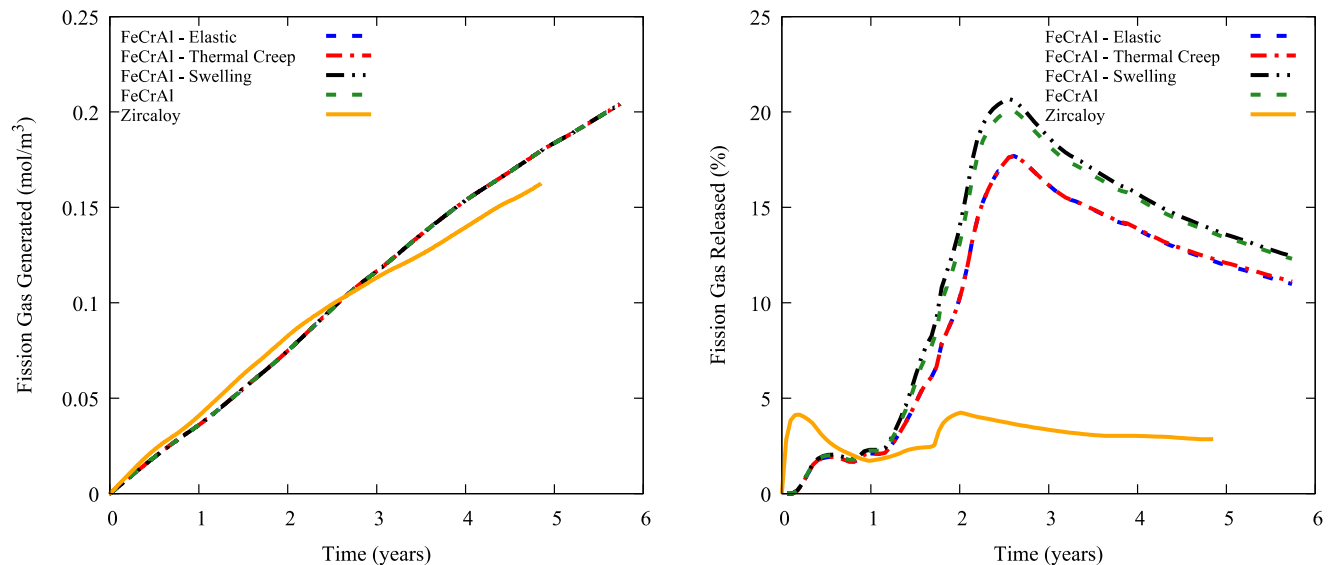 Fission Gas Generated (mol/m³)
0.25
0.2
0.15
0.1
0.05
0
FeCrAl - Elastic
FeCrAl - Thermal Creep
FeCrAl - Swelling
FeCrAl
Zircaloy
0 1 2 3 4 5 6
Time (years)
Fission Gas Released (%)
25
20
15
10
5
0
FeCrAl - Elastic
FeCrAl - Thermal Creep
FeCrAl - Swelling
FeCrAl
Zircaloy
0 1 2 3 4 5 6
Time (years)